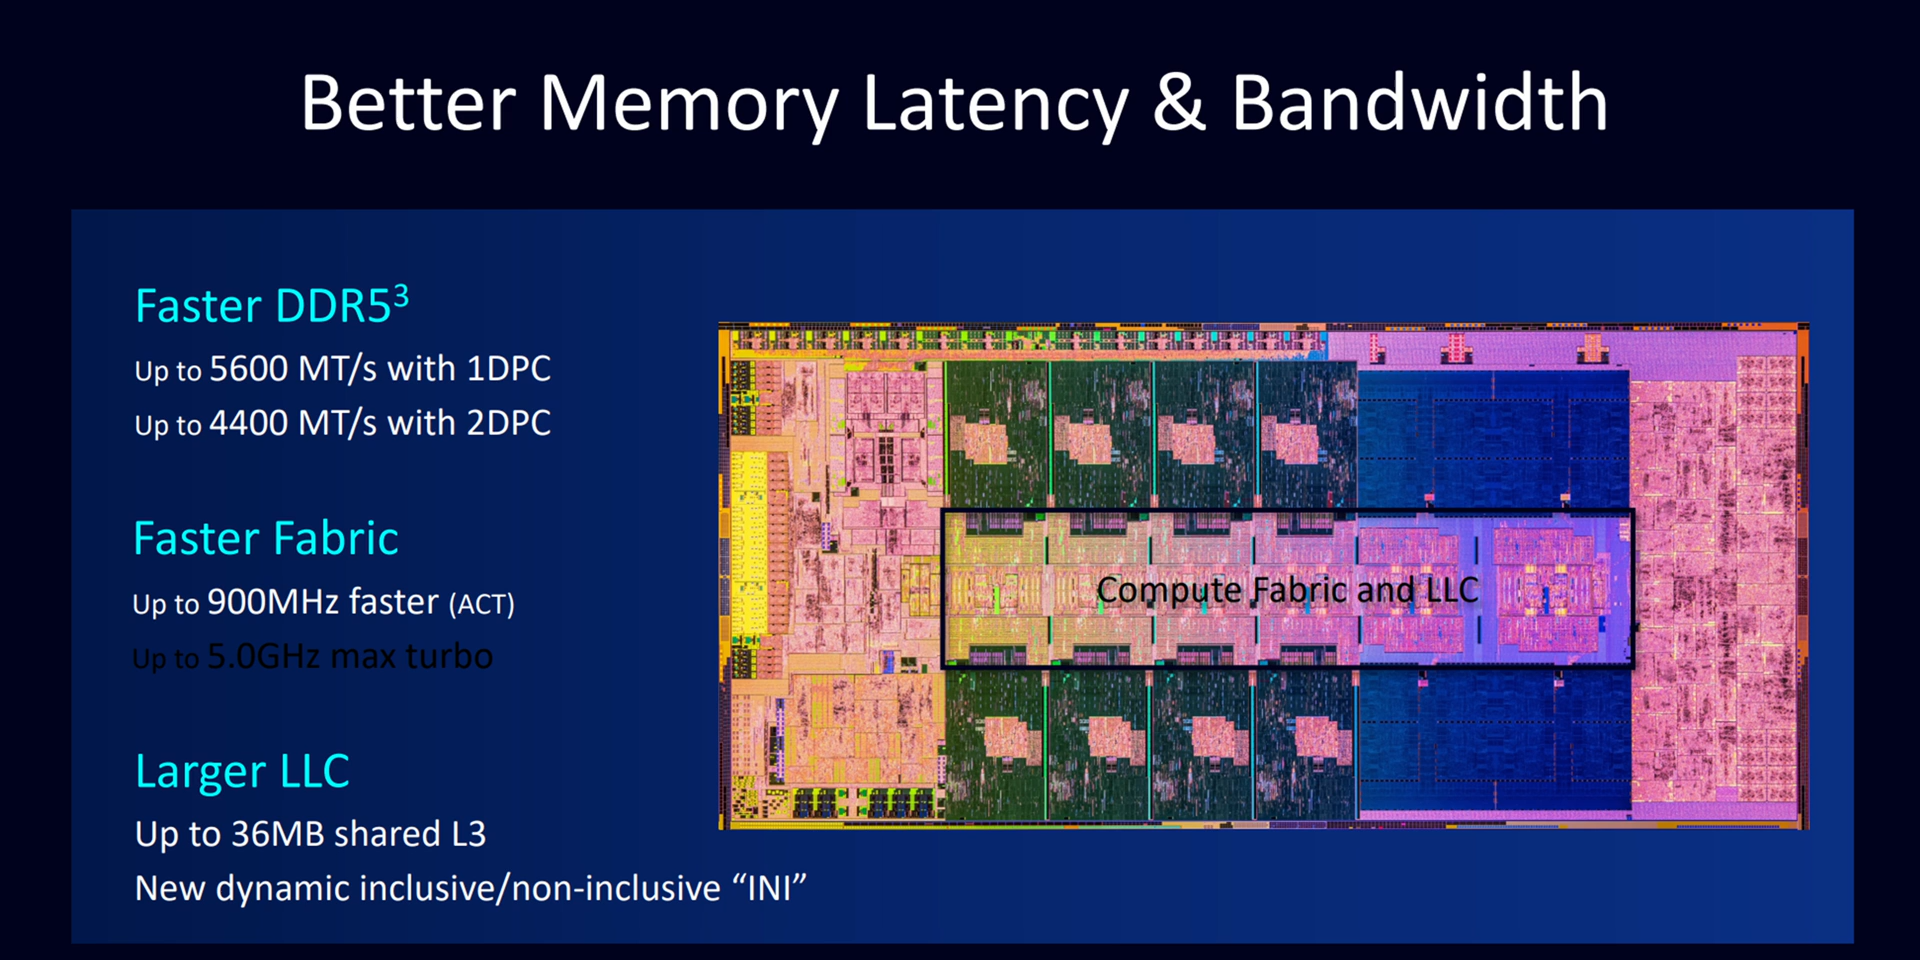 Better Memory Latency & Bandwidth
Faster DDR5³
Up to 5600 MT/s with 1DPC
Up to 4400 MT/s with 2DPC
Faster Fabric
Up to 900MHz faster (ACT)
Up to 5.0GHz max turbo
Larger LLC
Up to 36MB shared L3
New dynamic inclusive/non-inclusive “INI”
Compute Fabric and LLC